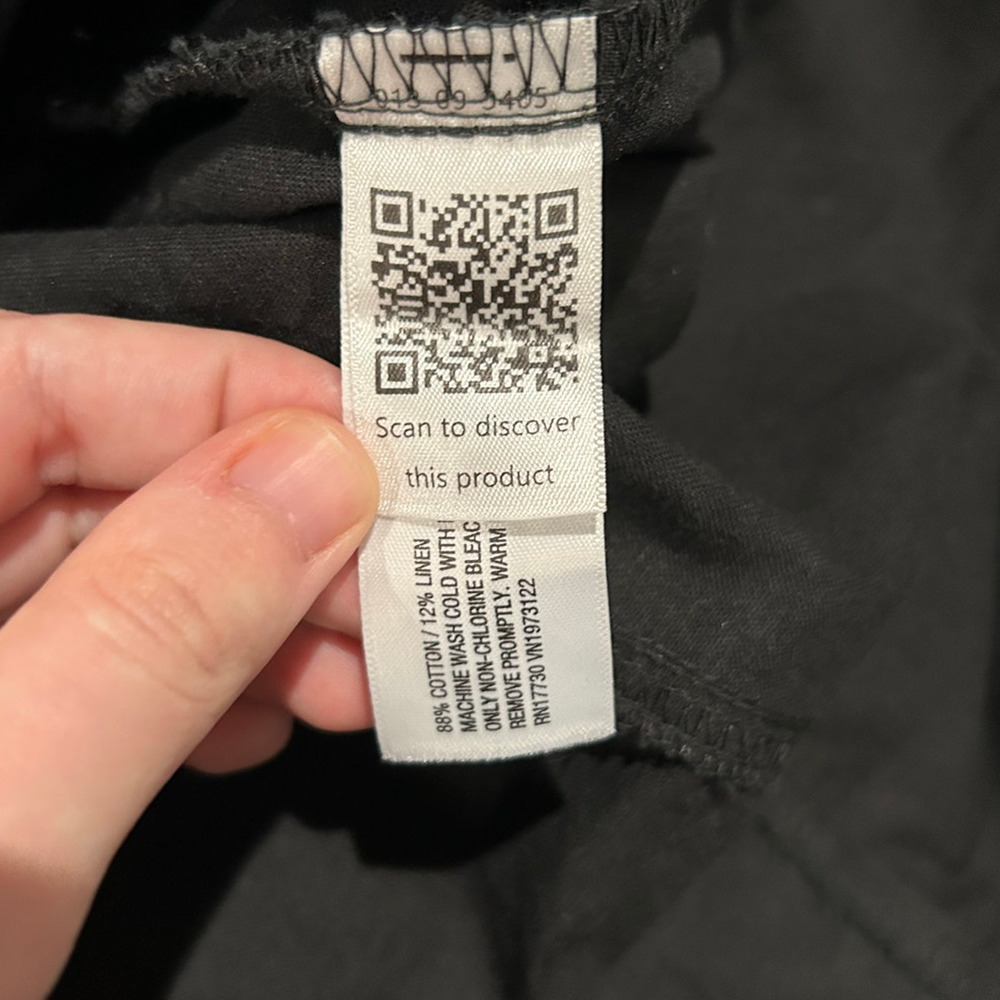 Scan to discover
this product
88% COTTON / 12% LINEN
MACHINE WASH COLD WITH
ONLY NON-CHLORINE BLEAC
REMOVE PROMPTLY. WARM
RN17730 VN1973122